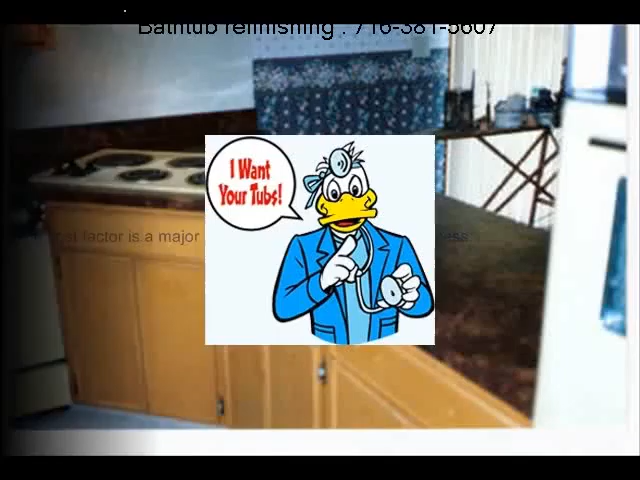 Bathtub refinishing : 716-381-5607
I Want
Your Tubs!
factor is a major